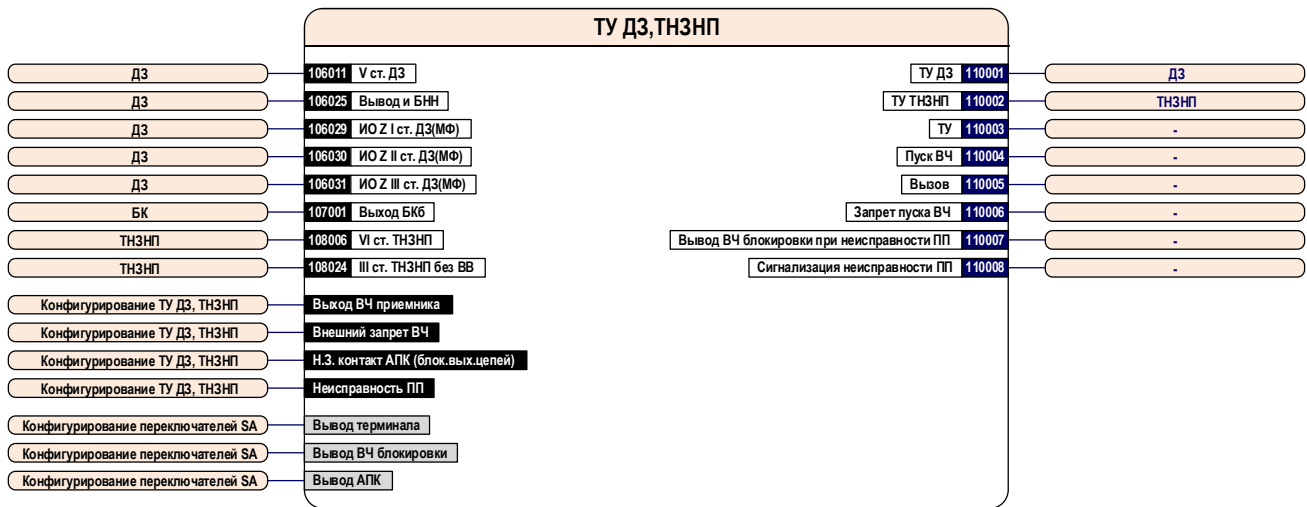 ТУ ДЗ,ТНЗНП
ДЗ 106011 V ст. ДЗ ТУ ДЗ 110001 ДЗ
ДЗ 106025 Вывод и БНН ТУ ТНЗНП 110002 ТНЗНП
ДЗ 106029 ИО Z I ст. ДЗ(МФ) ТУ 110003 -
ДЗ 106030 ИО Z II ст. ДЗ(МФ) Пуск ВЧ 110004 -
ДЗ 106031 ИО Z III ст. ДЗ(МФ) Вызов 110005 -
БК 107001 Выход БКб Запрет пуска ВЧ 110006 -
ТНЗНП 108006 VI ст. ТНЗНП Вывод ВЧ блокировки при неисправности ПП 110007 -
ТНЗНП 108024 III ст. ТНЗНП без ВВ Сигнализация неисправности ПП 110008 -
Конфигурирование ТУ ДЗ, ТНЗНП Выход ВЧ приемника
Конфигурирование ТУ ДЗ, ТНЗНП Внешний запрет ВЧ
Конфигурирование ТУ ДЗ, ТНЗНП Н.З. контакт АПК (блок.вых.цепей)
Конфигурирование ТУ ДЗ, ТНЗНП Неисправность ПП
Конфигурирование переключателей SA Вывод терминала
Конфигурирование переключателей SA Вывод ВЧ блокировки
Конфигурирование переключателей SA Вывод АПК